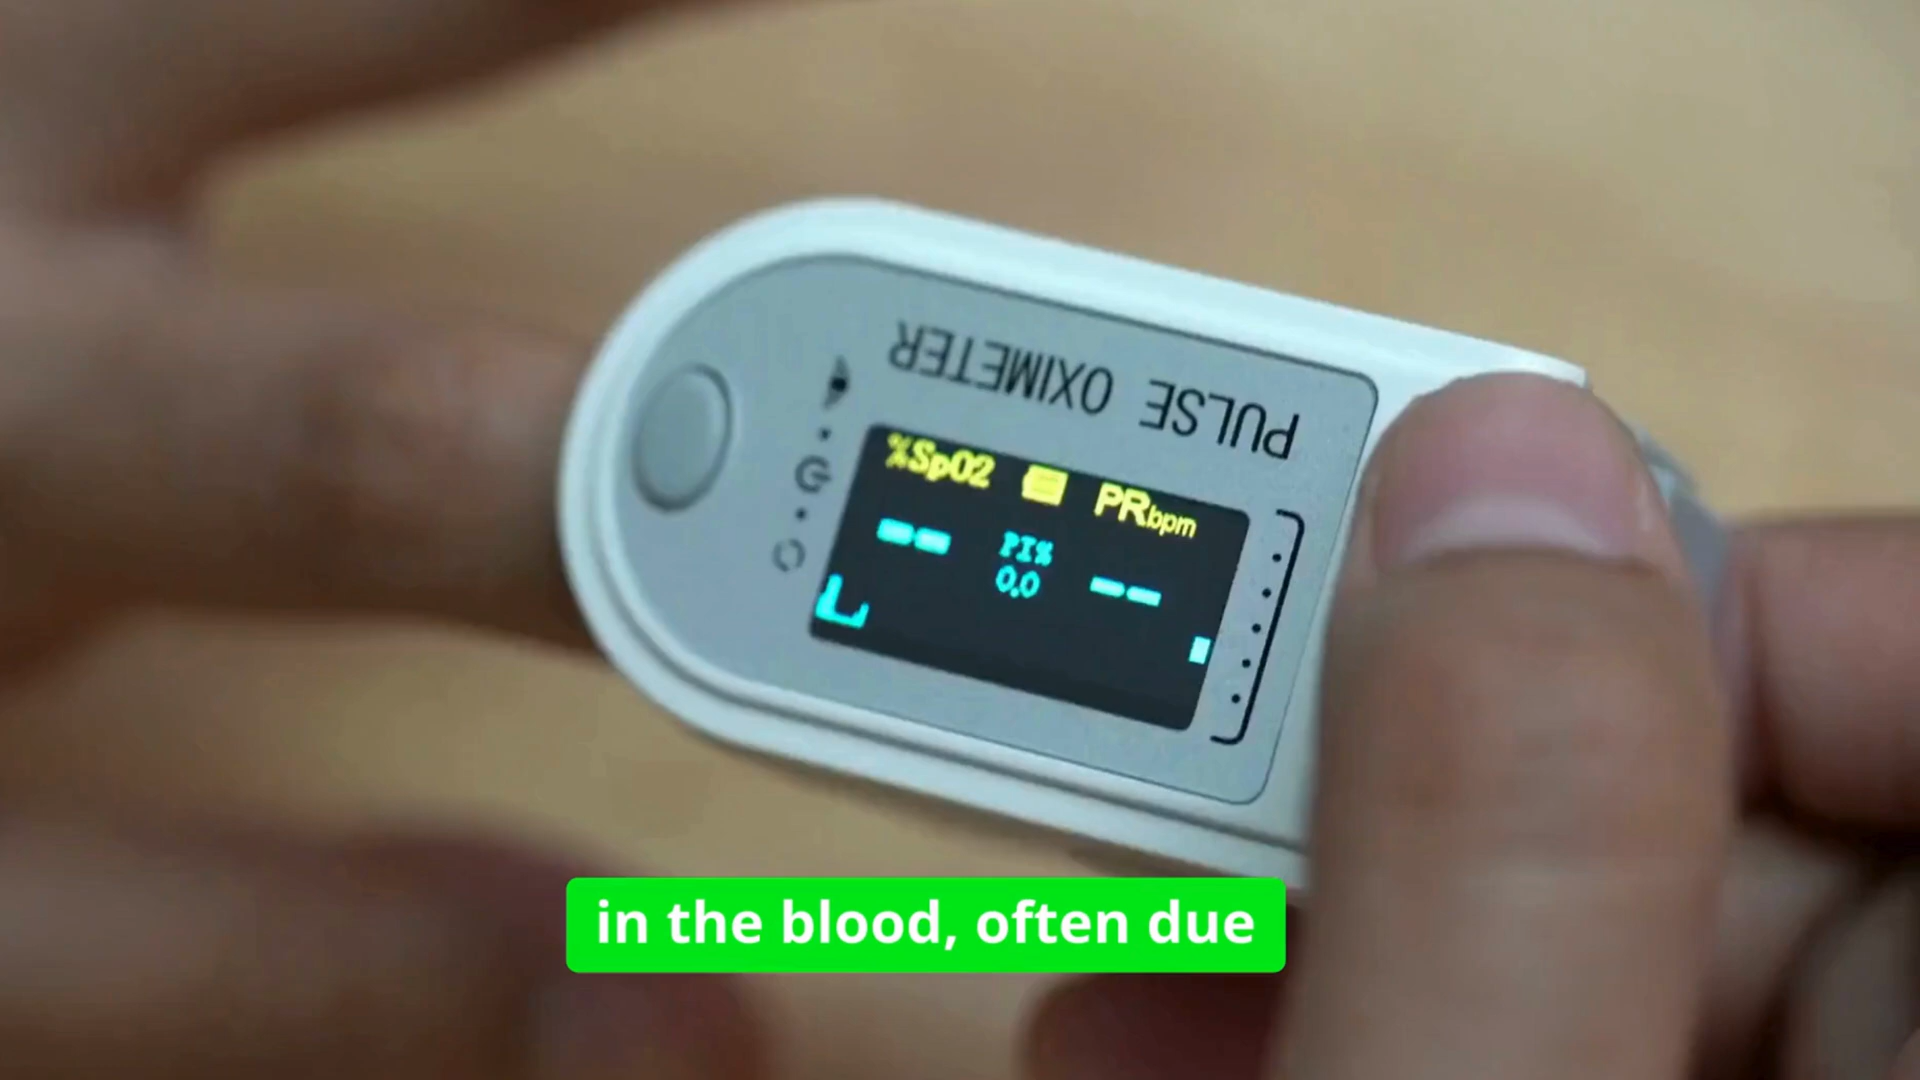 PULSE OXIMETER
%SpO2 PRbpm
-- PI% --
0.0
in the blood, often due